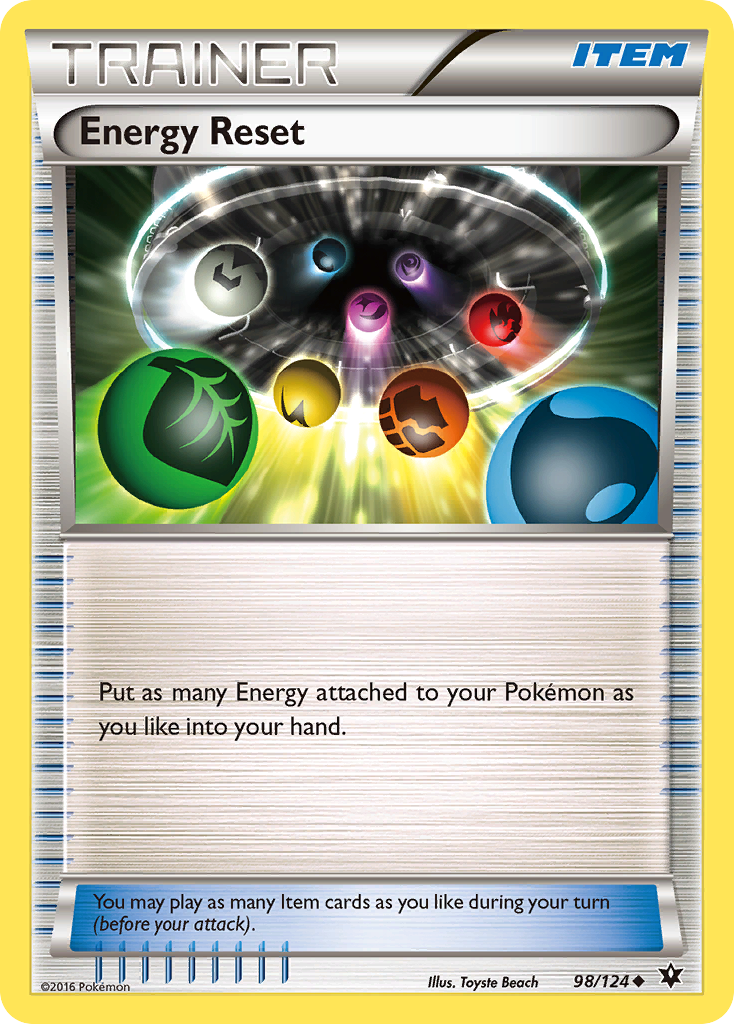 TRAINER
ITEM
Energy Reset
Put as many Energy attached to your Pokémon as
you like into your hand.
You may play as many Item cards as you like during your turn
(before your attack).
©2016 Pokémon
Illus. Toyste Beach
98/124